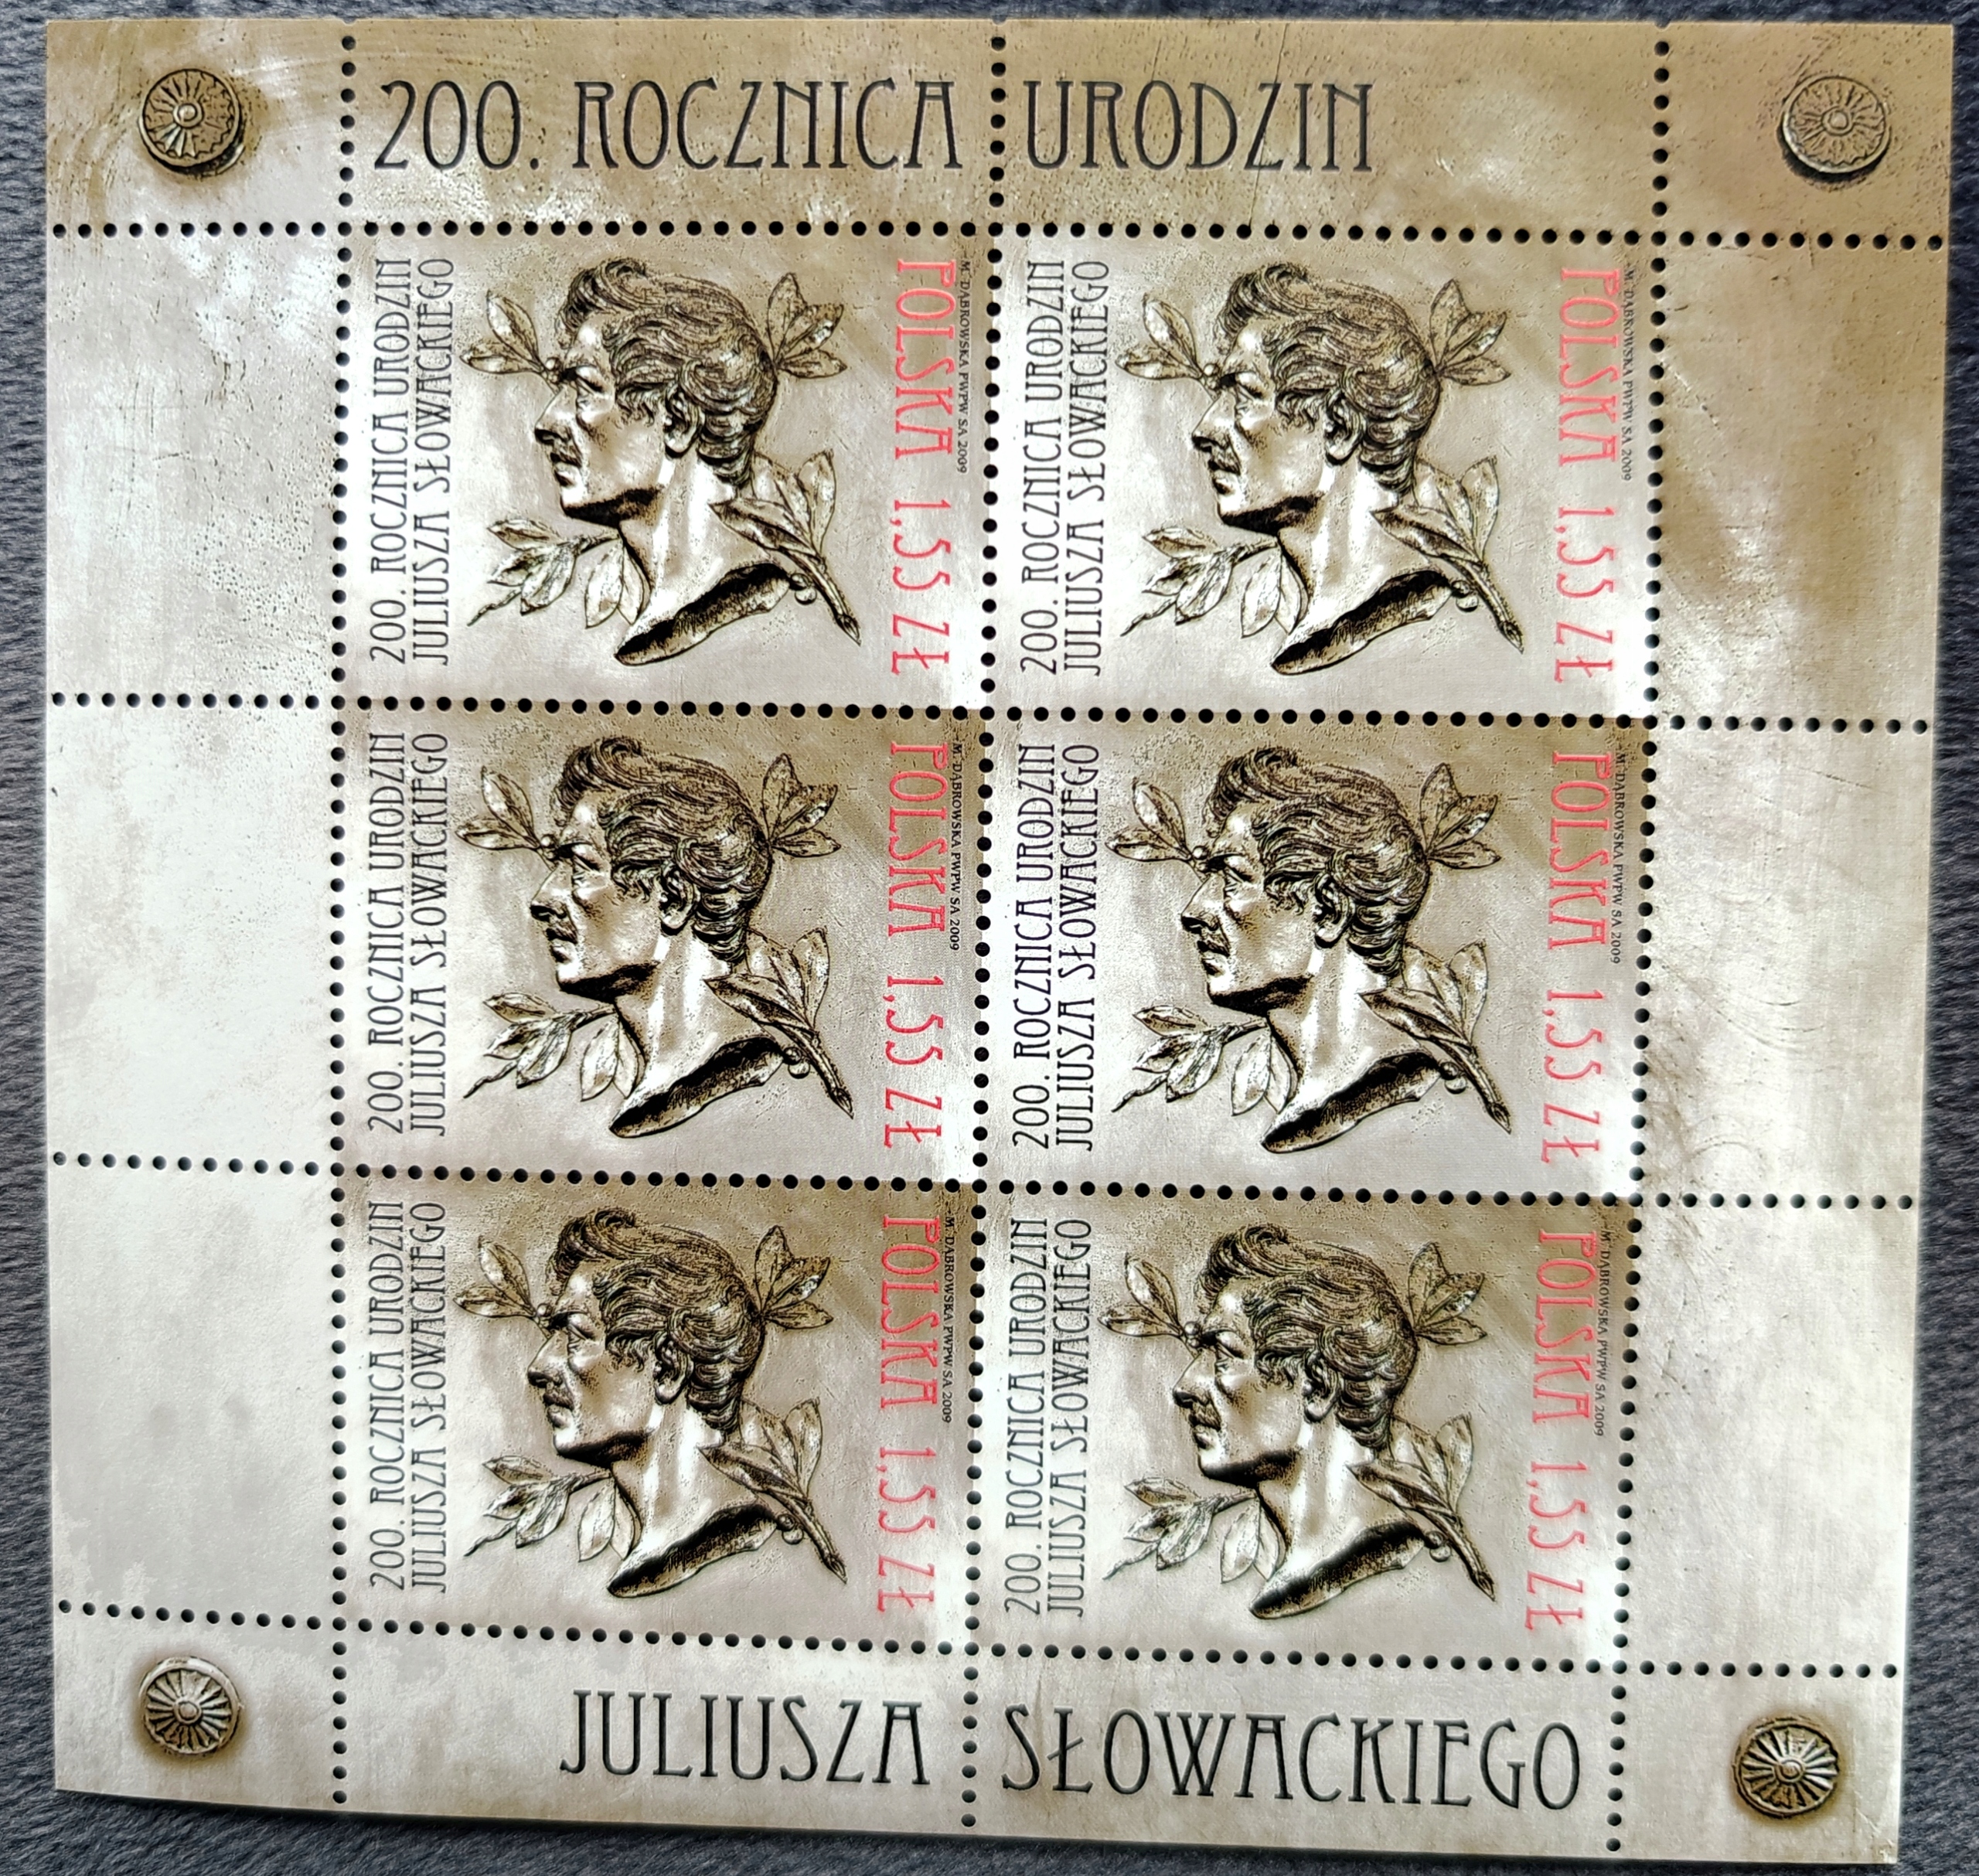 200. ROCZNICA URODZIN
200. ROCZNICA URODZIN
JULIUSZA SŁOWACKIEGO
POLSKA 1,55 ZŁ
M. DĄBROWSKA PWPW SA 2009
200. ROCZNICA URODZIN
JULIUSZA SŁOWACKIEGO
POLSKA 1,55 ZŁ
M. DĄBROWSKA PWPW SA 2009
200. ROCZNICA URODZIN
JULIUSZA SŁOWACKIEGO
POLSKA 1,55 ZŁ
M. DĄBROWSKA PWPW SA 2009
200. ROCZNICA URODZIN
JULIUSZA SŁOWACKIEGO
POLSKA 1,55 ZŁ
M. DĄBROWSKA PWPW SA 2009
200. ROCZNICA URODZIN
JULIUSZA SŁOWACKIEGO
POLSKA 1,55 ZŁ
M. DĄBROWSKA PWPW SA 2009
200. ROCZNICA URODZIN
JULIUSZA SŁOWACKIEGO
POLSKA 1,55 ZŁ
M. DĄBROWSKA PWPW SA 2009
JULIUSZA SŁOWACKIEGO